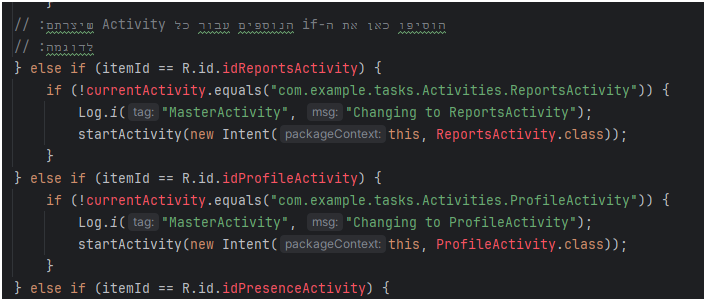 }
// הוסיפו כאן את ה-if הנוספים עבור כל Activity שיצרתם:
// לדוגמה:
} else if (itemId == R.id.idReportsActivity) {
if (!currentActivity.equals("com.example.tasks.Activities.ReportsActivity")) {
Log.i( tag: "MasterActivity", msg: "Changing to ReportsActivity");
startActivity(new Intent( packageContext: this, ReportsActivity.class));
}
} else if (itemId == R.id.idProfileActivity) {
if (!currentActivity.equals("com.example.tasks.Activities.ProfileActivity")) {
Log.i( tag: "MasterActivity", msg: "Changing to ProfileActivity");
startActivity(new Intent( packageContext: this, ProfileActivity.class));
}
} else if (itemId == R.id.idPresenceActivity) {